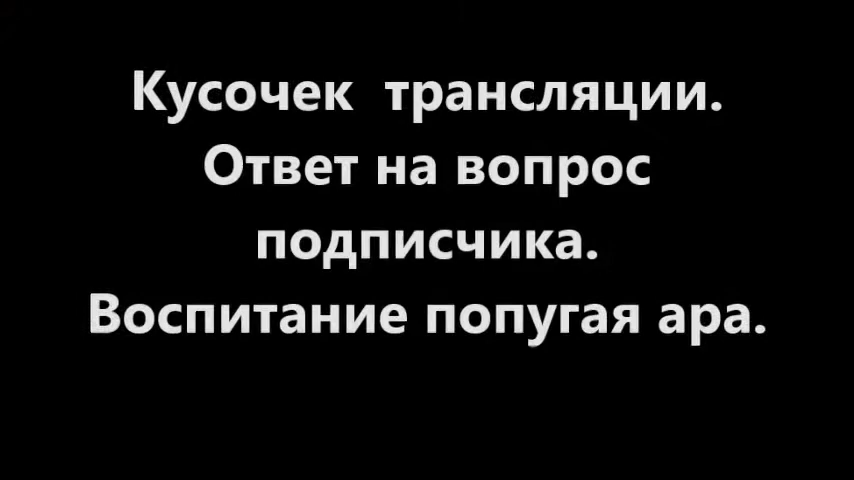 Кусочек трансляции.
Ответ на вопрос
подписчика.
Воспитание попугая ара.